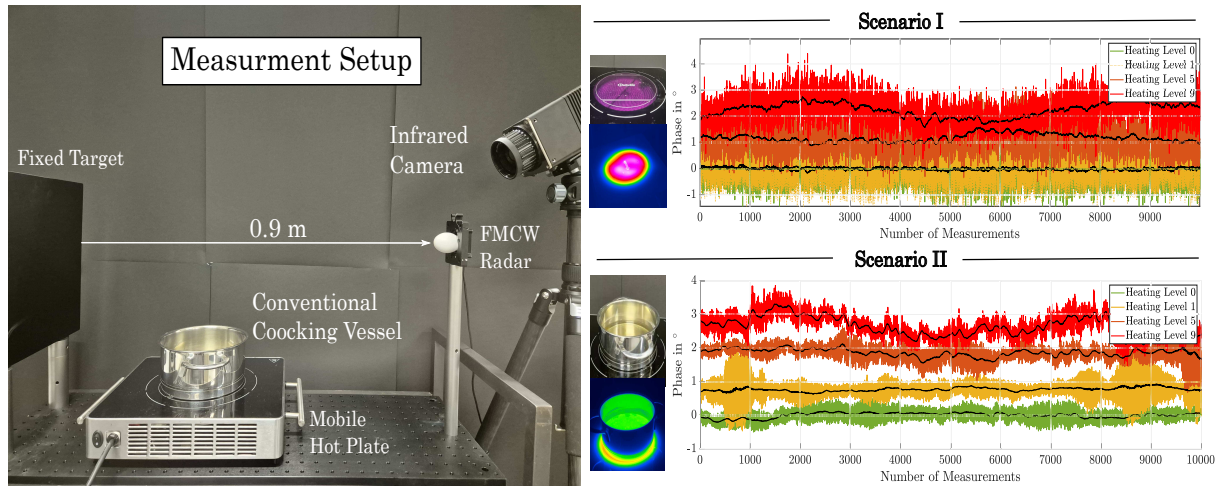 Measurment Setup
Infrared
Camera
Fixed Target
0.9 m
FMCW
Radar
Conventional
Coocking Vessel
Mobile
Hot Plate
Scenario I
Heating Level 0
Heating Level 1
Heating Level 5
Heating Level 9
Phase in °
4
3
2
1
0
-1
0 1000 2000 3000 4000 5000 6000 7000 8000 9000
Number of Measurements
Scenario II
Heating Level 0
Heating Level 1
Heating Level 5
Heating Level 9
Phase in °
4
3
2
1
0
-1
0 1000 2000 3000 4000 5000 6000 7000 8000 9000 10000
Number of Measurements